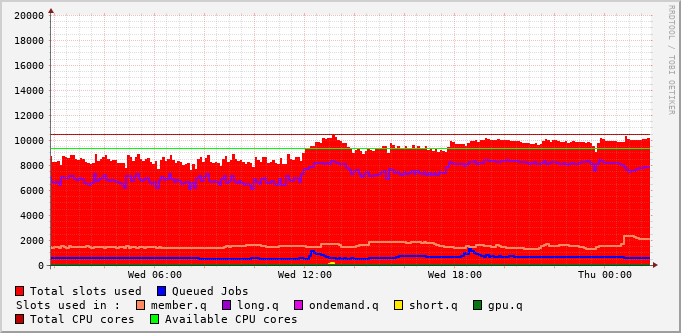 20000
18000
16000
14000
12000
10000
8000
6000
4000
2000
0
Wed 06:00 Wed 12:00 Wed 18:00 Thu 00:00
RRDTOOL / TOBI OETIKER
Total slots used Queued Jobs
Slots used in : member.q long.q ondemand.q short.q gpu.q
Total CPU cores Available CPU cores